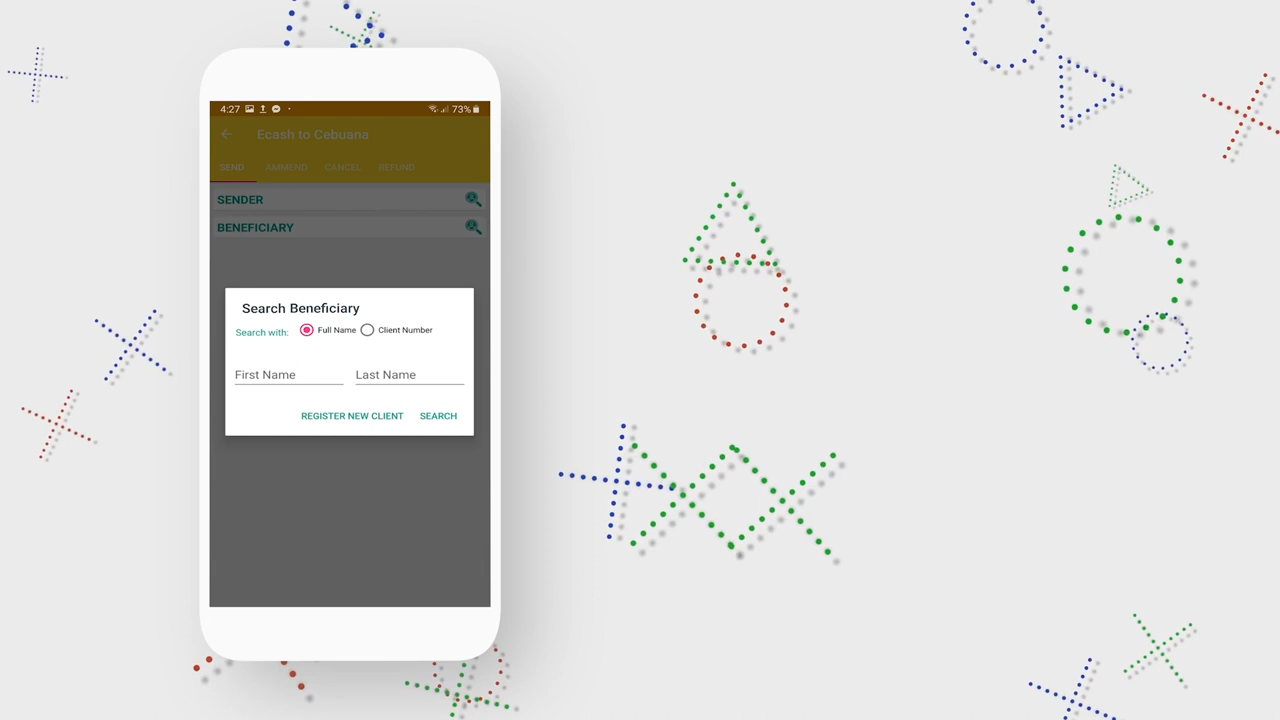 4:27 73%
Ecash to Cebuana
SEND AMMEND CANCEL REFUND
SENDER
BENEFICIARY
Search Beneficiary
Search with: Full Name Client Number
First Name Last Name
REGISTER NEW CLIENT SEARCH